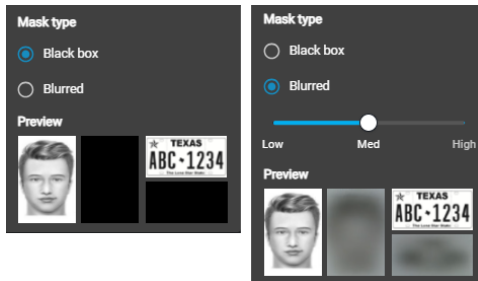 Mask type
Black box
Blurred
Preview
TEXAS
ABC 1234
The Lone Star State
Mask type
Black box
Blurred
Low Med High
Preview
TEXAS
ABC 1234